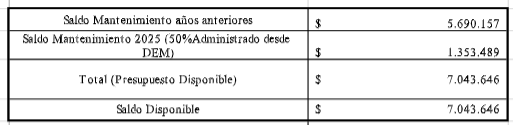 Saldo Mantenimiento años anteriores $ 5.690.157
Saldo Mantenimiento 2025 (50%Administrado desde
DEM) $ 1.353.489
Total (Presupuesto Disponible) $ 7.043.646
Saldo Disponible $ 7.043.646